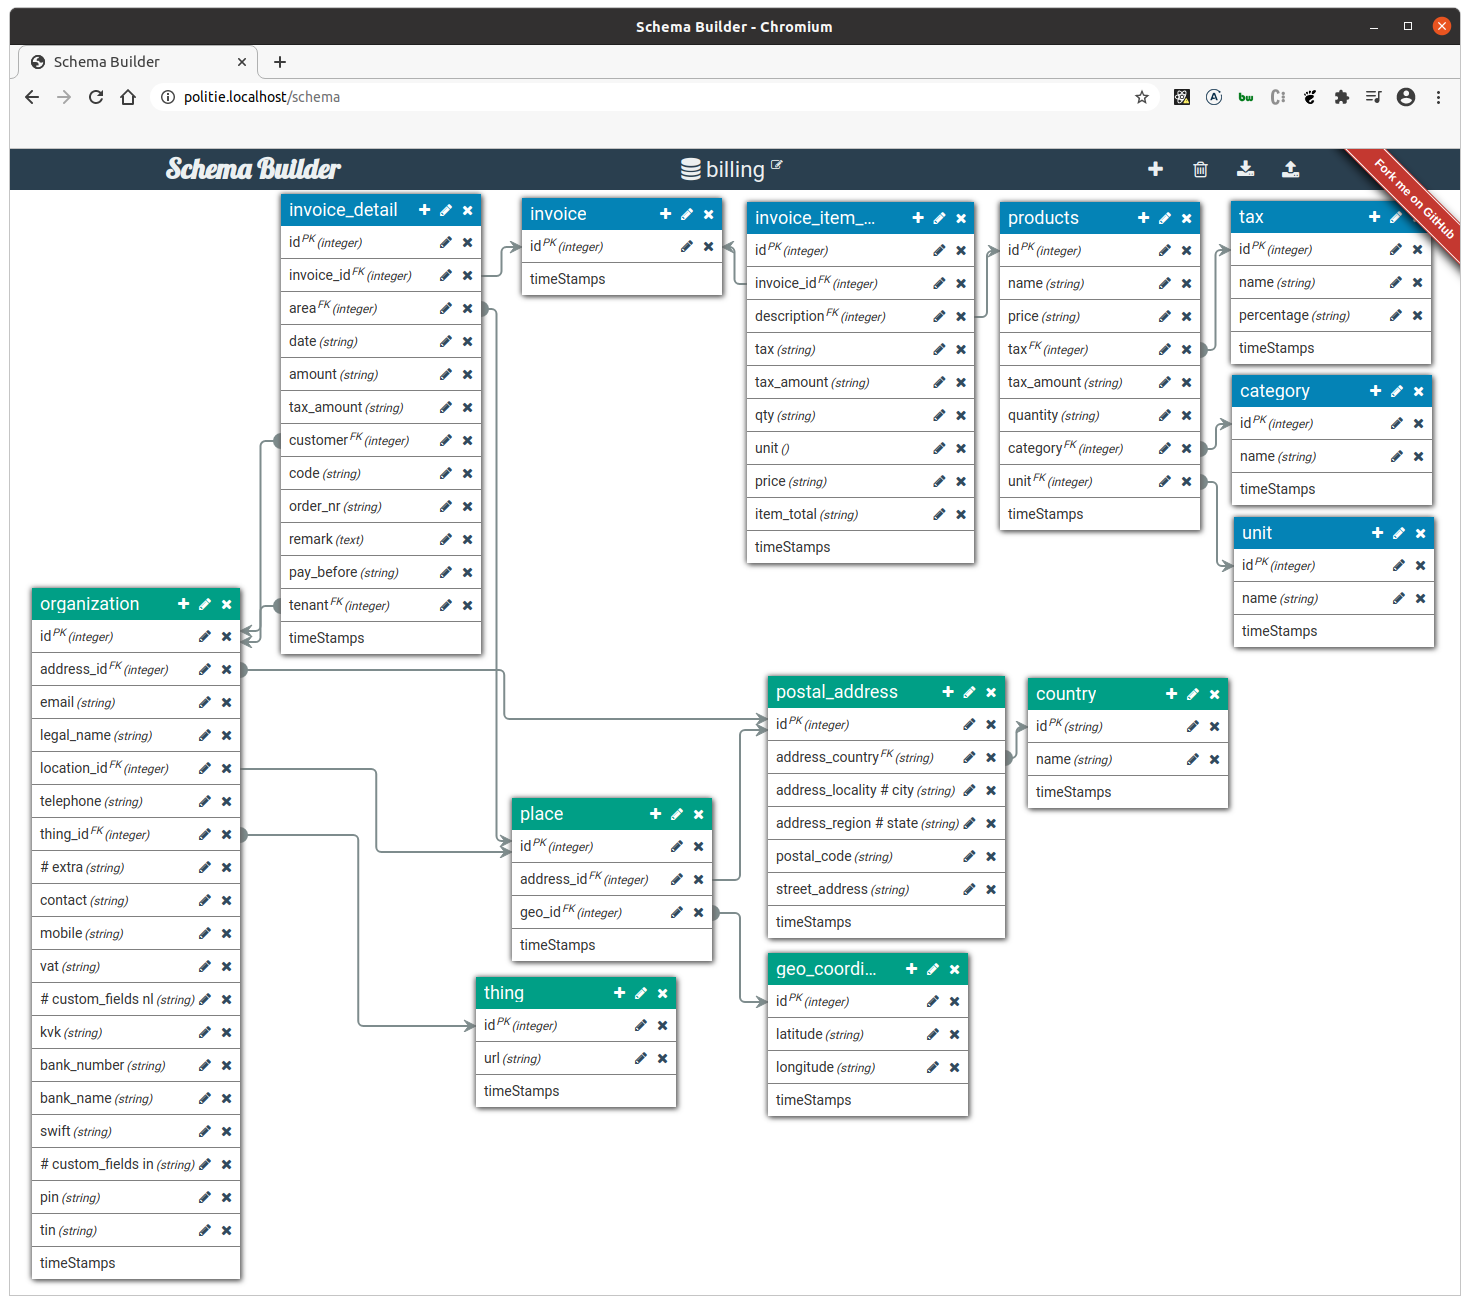 Schema Builder - Chromium
Schema Builder
politie.localhost/schema
Schema Builder
billing
Fork me on GitHub
invoice_detail
id PK (integer)
invoice_id FK (integer)
area FK (integer)
date (string)
amount (string)
tax_amount (string)
customer FK (integer)
code (string)
order_nr (string)
remark (text)
pay_before (string)
tenant FK (integer)
timeStamps
invoice
id PK (integer)
timeStamps
invoice_item_...
id PK (integer)
invoice_id FK (integer)
description FK (integer)
tax (string)
tax_amount (string)
qty (string)
unit ()
price (string)
item_total (string)
timeStamps
products
id PK (integer)
name (string)
price (string)
tax FK (integer)
tax_amount (string)
quantity (string)
category FK (integer)
unit FK (integer)
timeStamps
tax
id PK (integer)
name (string)
percentage (string)
timeStamps
category
id PK (integer)
name (string)
timeStamps
unit
id PK (integer)
name (string)
timeStamps
organization
id PK (integer)
address_id FK (integer)
email (string)
legal_name (string)
location_id FK (integer)
telephone (string)
thing_id FK (integer)
# extra (string)
contact (string)
mobile (string)
vat (string)
# custom_fields nl (string)
kvk (string)
bank_number (string)
bank_name (string)
swift (string)
# custom_fields in (string)
pin (string)
tin (string)
timeStamps
place
id PK (integer)
address_id FK (integer)
geo_id FK (integer)
timeStamps
thing
id PK (integer)
url (string)
timeStamps
postal_address
id PK (integer)
address_country FK (string)
address_locality # city (string)
address_region # state (string)
postal_code (string)
street_address (string)
timeStamps
country
id PK (string)
name (string)
timeStamps
geo_coordi...
id PK (integer)
latitude (string)
longitude (string)
timeStamps